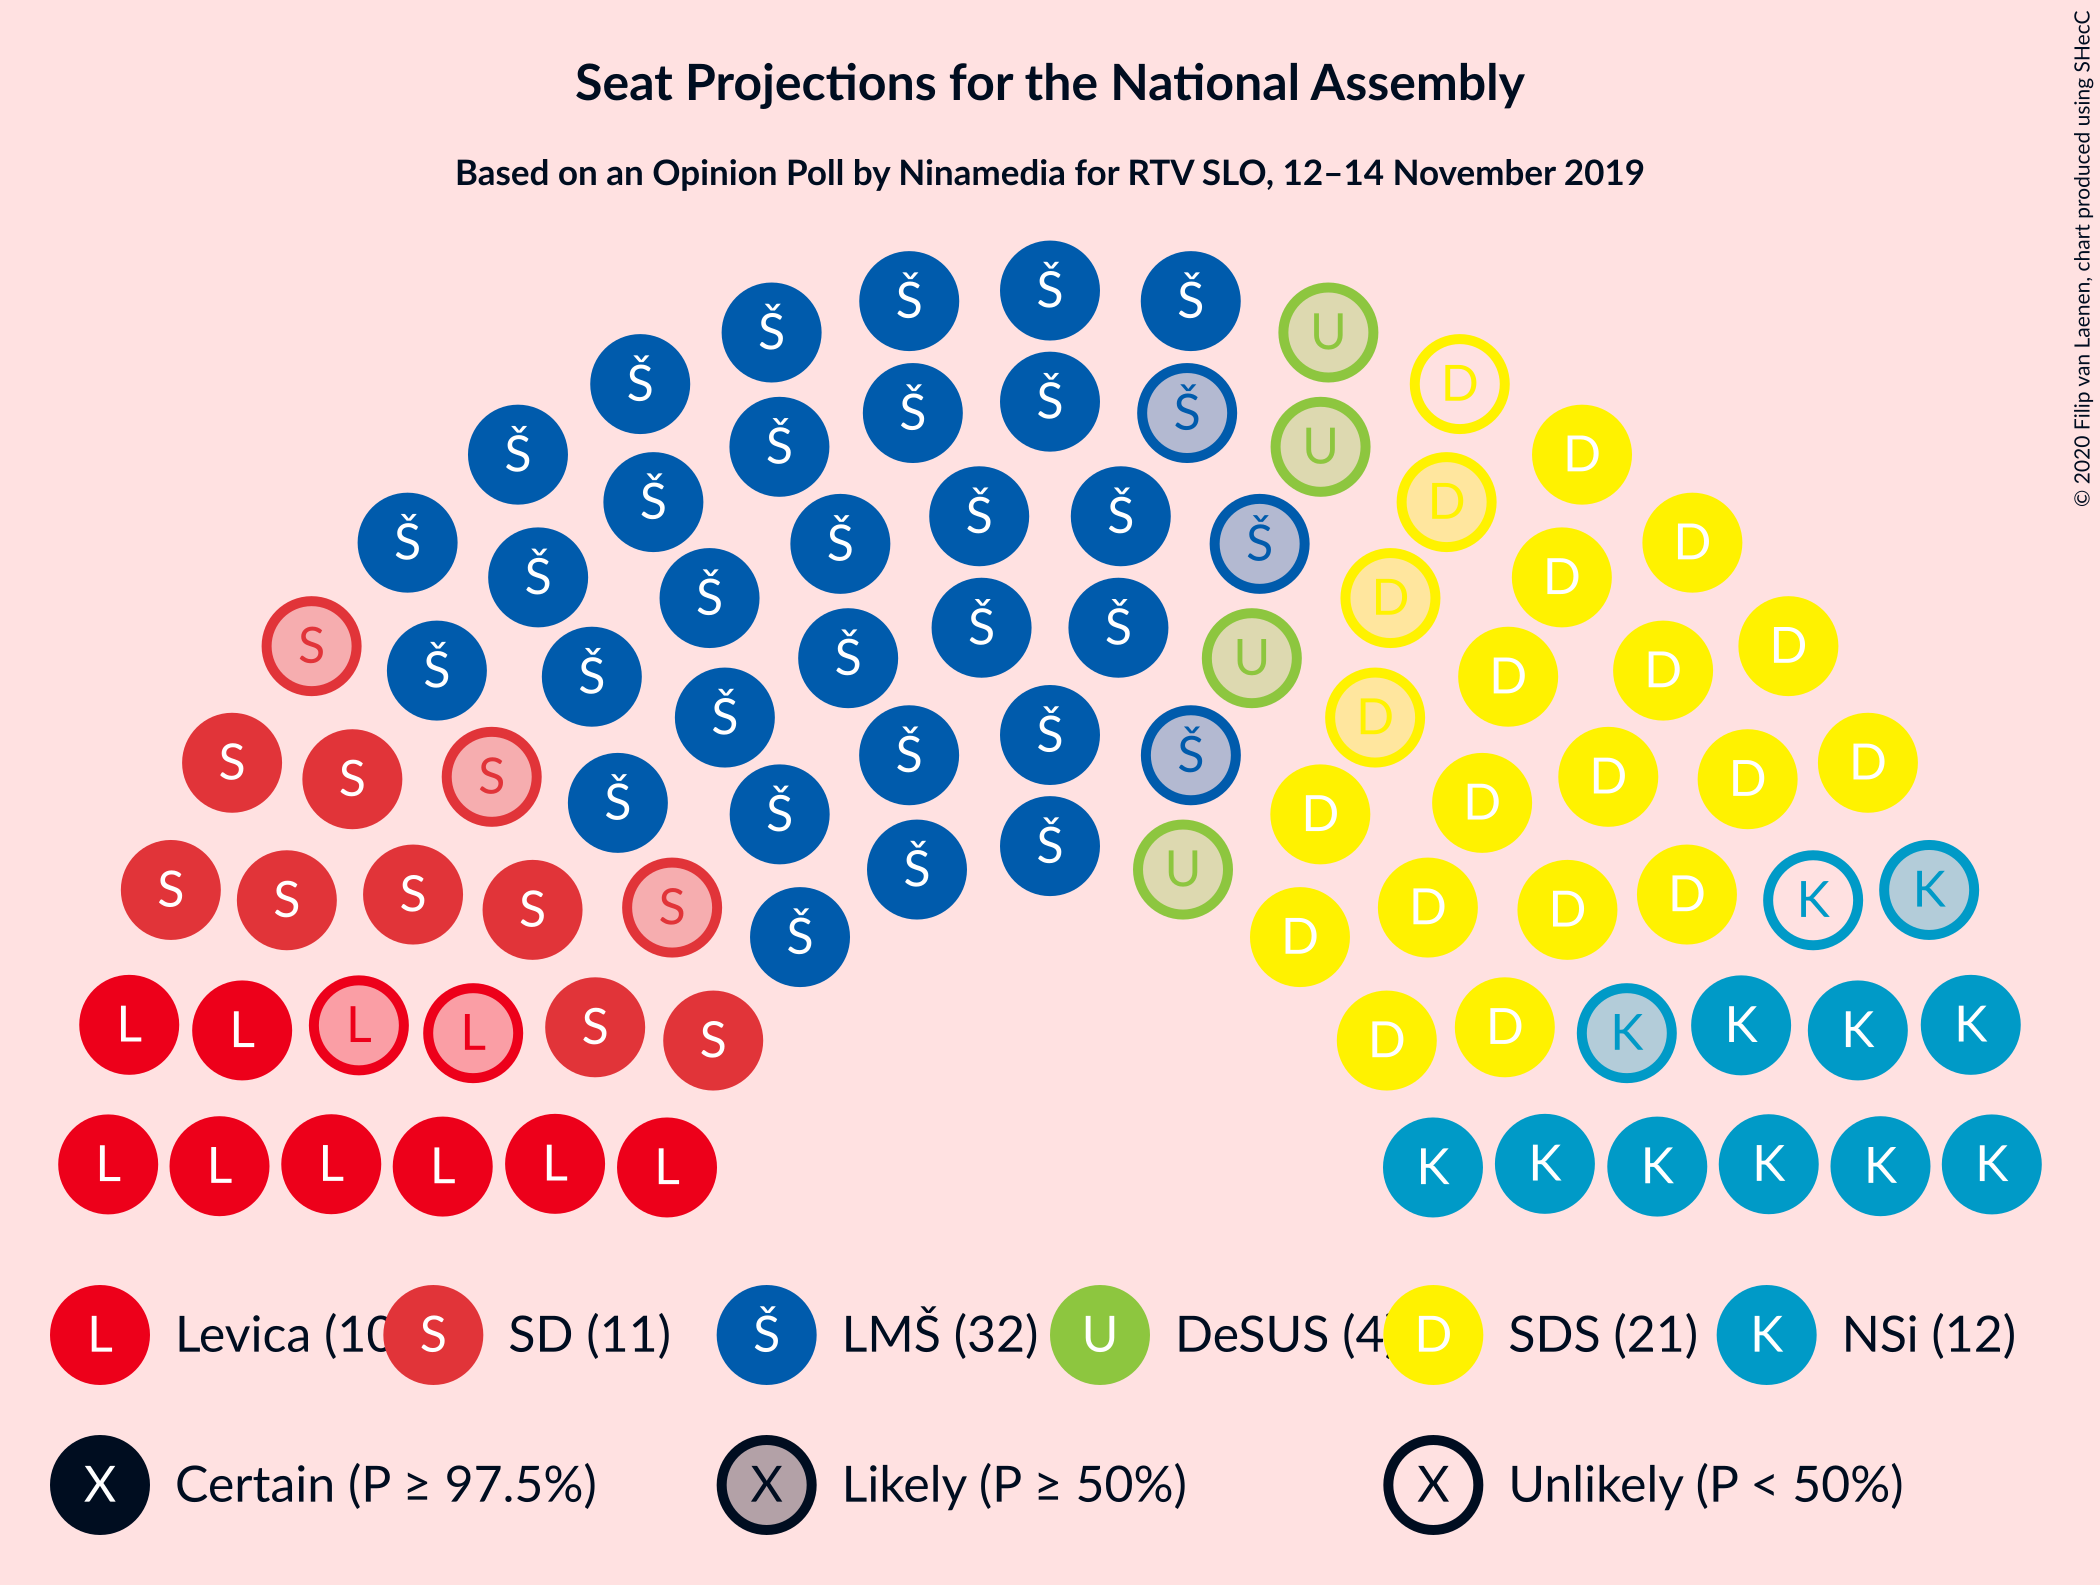 Seat Projections for the National Assembly
Based on an Opinion Poll by Ninamedia for RTV SLO, 12–14 November 2019
© 2020 Filip van Laenen, chart produced using SHecC
Š Š Š
Š Š U
Š Š Š Š U D
Š Š D D
Š Š Š Š D
Š Š D
Š Š Š Š D D
S Š Š Š U D D D
Š Š Š Š D
S S S Š Š D D D D D
S S S S Š Š U D D D K K
S Š D D
L L L L S S D D K K K K
L L L L L L K K K K K K
L Levica (10 S SD (11) Š LMŠ (32) U DeSUS (4) D SDS (21) K NSi (12)
X Certain (P ≥ 97.5%) X Likely (P ≥ 50%) X Unlikely (P < 50%)